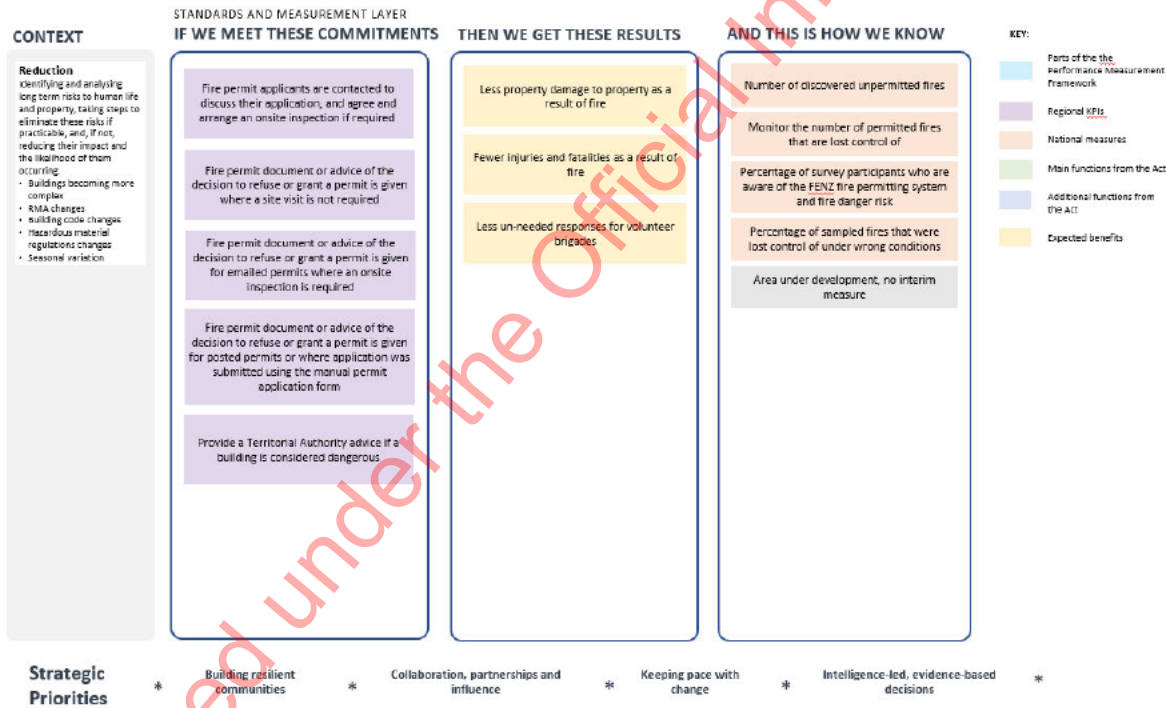 STANDARDS AND MEASUREMENT LAYER
CONTEXT
IF WE MEET THESE COMMITMENTS
THEN WE GET THESE RESULTS
AND THIS IS HOW WE KNOW
KEY:
Reduction
Identifying and analysing
long term risks to human life
and property, taking steps to
eliminate these risks if
practicable, and, if not,
reducing their impact and
the likelihood of them
occurring
• Buildings becoming more
complex
• RMA changes
• Building code changes
• Hazardous material
regulations changes
• Seasonal variation
Fire permit applicants are contacted to
discuss their application, and agree and
arrange an onsite inspection if required
Fire permit document or advice of the
decision to refuse or grant a permit is given
where a site visit is not required
Fire permit document or advice of the
decision to refuse or grant a permit is given
for emailed permits where an onsite
inspection is required
Fire permit document or advice of the
decision to refuse or grant a permit is given
for posted permits or where application was
submitted using the manual permit
application form
Provide a Territorial Authority advice if a
building is considered dangerous
Less property damage to property as a
result of fire
Fewer injuries and fatalities as a result of
fire
Less un-needed responses for volunteer
brigades
Number of discovered unpermitted fires
Monitor the number of permitted fires
that are lost control of
Percentage of survey participants who are
aware of the FENZ fire permitting system
and fire danger risk
Percentage of sampled fires that were
lost control of under wrong conditions
Area under development, no interim
measure
Parts of the the
Performance Measurement
Framework
Regional KPIs
National measures
Main functions from the Act
Additional functions from
the Act
Expected benefits
Strategic
Priorities
* Building resilient
communities
* Collaboration, partnerships and
influence
* Keeping pace with
change
* Intelligence-led, evidence-based
decisions
*
ed under the Official In